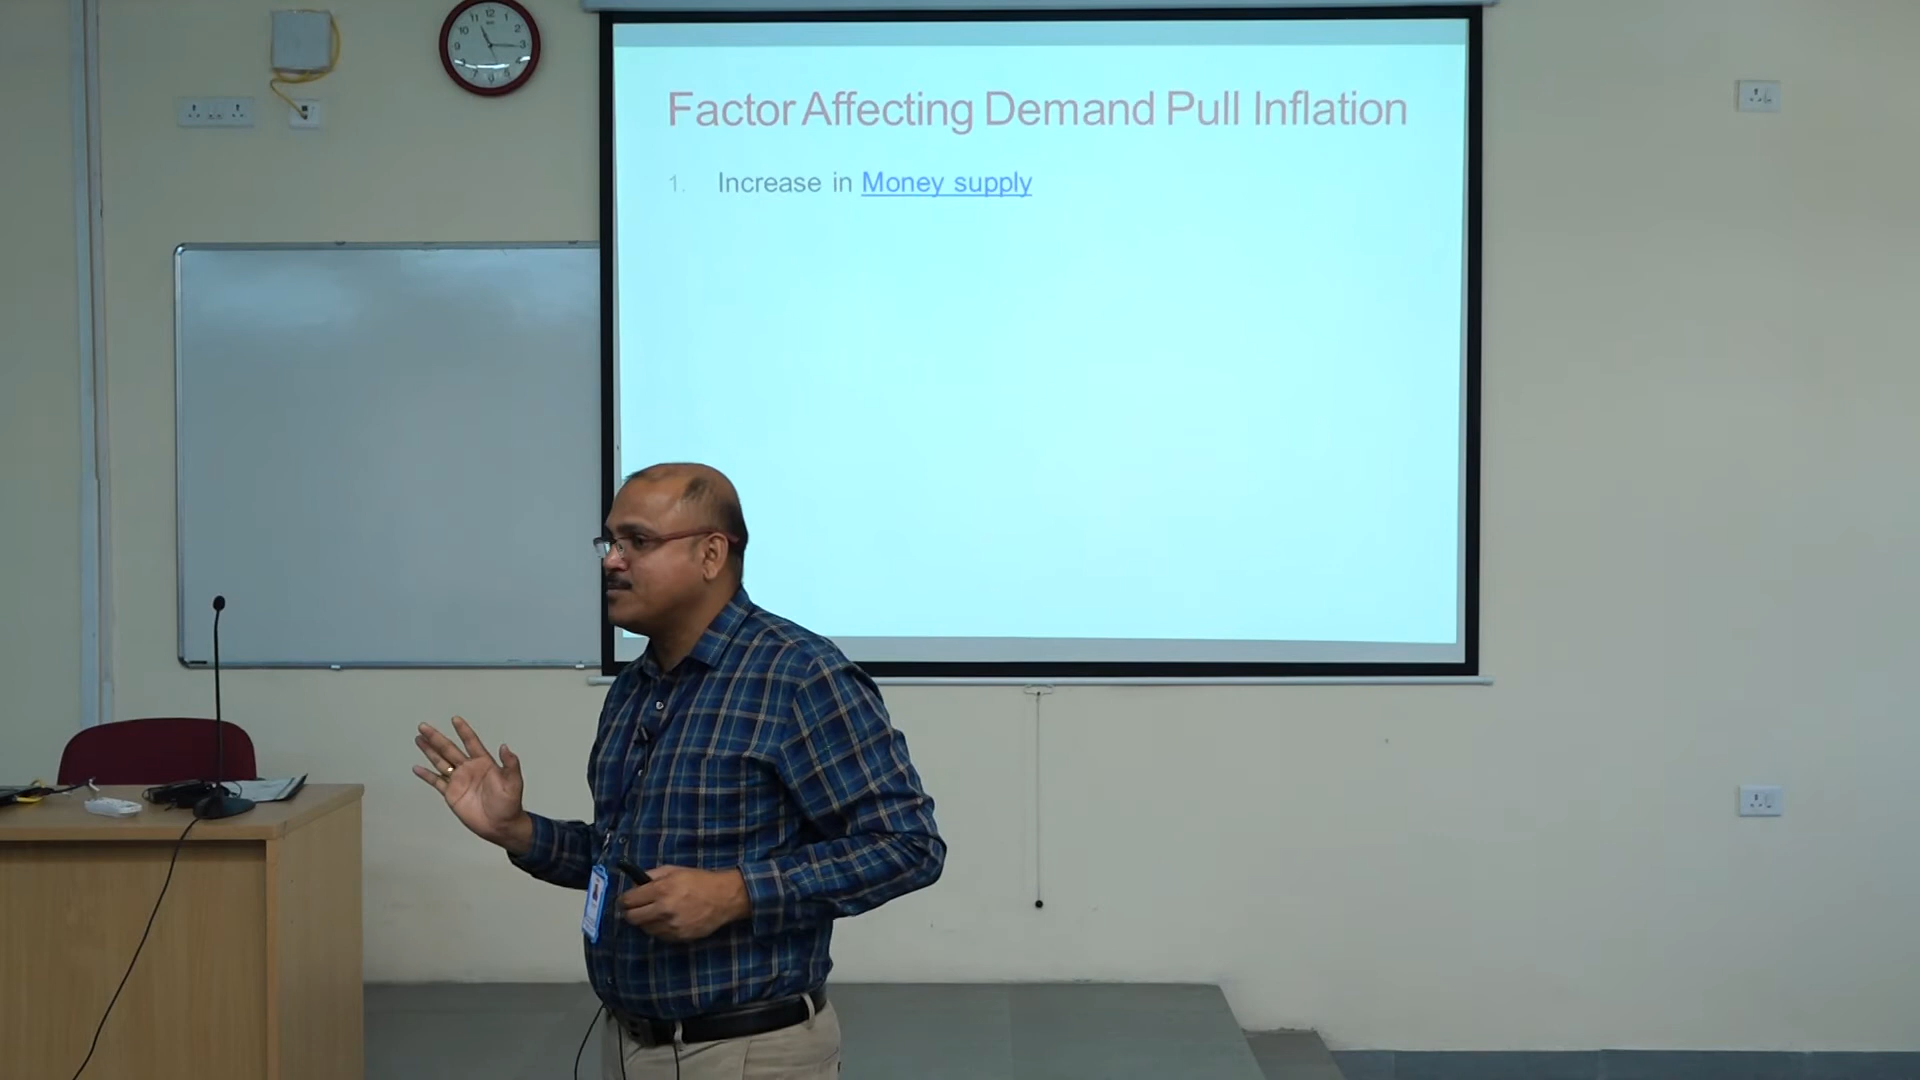 Factor Affecting Demand Pull Inflation
1. Increase in Money supply